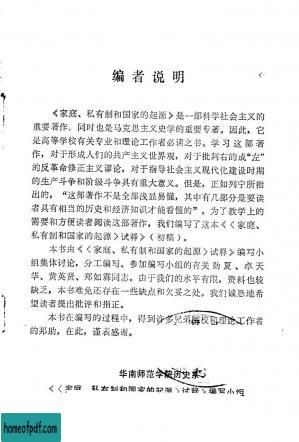 编者说明
《家庭、私有制和国家的起源》是一部科学社会主义的
重要著作。同时也是马克思主义史学的重要专著。因此，它
是高等学校有关专业和理论工作者必读之书。学习这部著
作，对于形成人们的共产主义世界观，对于批判右的或“左”
的反革命修正主义谬论，对于指导社会主义现代化建设时期
的生产斗争和阶级斗争具有重大意义。但是，正如列宁所指
出的，“这部著作不是全部浅显易懂，其中有几部分是要读
者具有相当的历史和经济知识才能看懂的”。为了教学上的
需要和方便读者阅读这部著作，我们编写了这本《〈家庭、
私有制和国家的起源〉试释》（初稿）。
本书由《〈家庭、私有制和国家的起源〉试释》编写小
组集体讨论，分工编写。参加编写小组的有关勋夏、卓天
华、黄英贤、邓如霖同志。由于我们的水平有限，资料也比
较缺乏，本书难免还存在一些缺点和欠妥之处。我们诚恳地希
望读者提出批评和指正。
本书在编写的过程中，得到许多兄弟院校和理论工作者
的帮助，在此，谨表感谢。
华南师范学院历史系
《〈家庭、私有制和国家的起源〉试释》编写小组
homeofpdf.com
homeofpdf.com